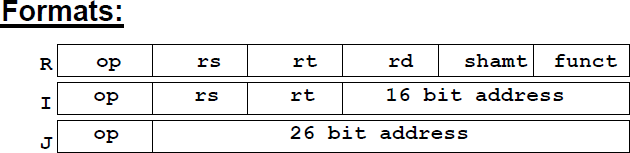 Formats:
R op rs rt rd shamt funct
I op rs rt 16 bit address
J op 26 bit address